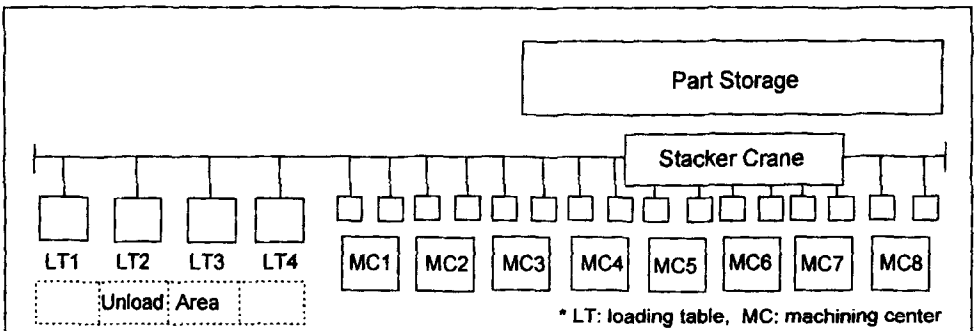 Part Storage
Stacker Crane
LT1 LT2 LT3 LT4 MC1 MC2 MC3 MC4 MC5 MC6 MC7 MC8
Unload Area
* LT: loading table, MC: machining center